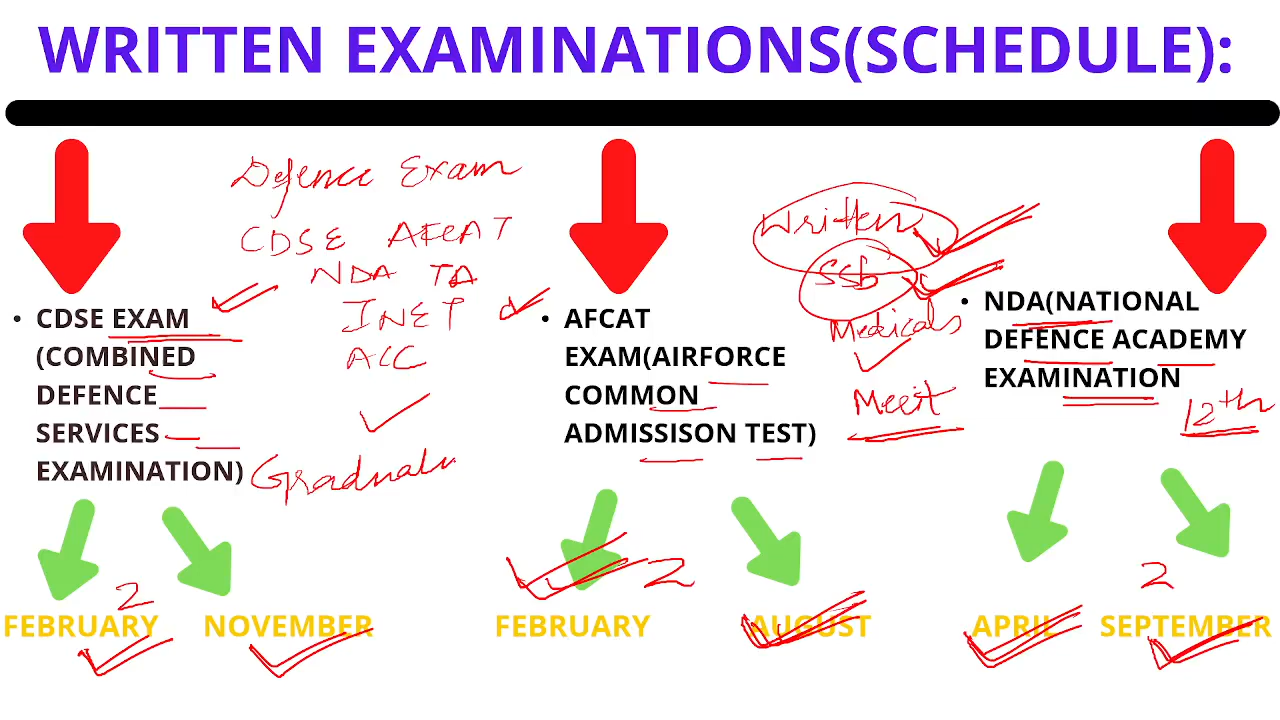 WRITTEN EXAMINATIONS(SCHEDULE):
Defence Exam
CDSE AFCAT
NDA TA
INET
ACC
Graduate
• CDSE EXAM
(COMBINED
DEFENCE
SERVICES
EXAMINATION)
2
FEBRUARY NOVEMBER
• AFCAT
EXAM(AIRFORCE
COMMON
ADMISSISON TEST)
2
FEBRUARY AUGUST
Written
SSb
Medicals
Merit
• NDA(NATIONAL
DEFENCE ACADEMY
EXAMINATION
12th
2
APRIL SEPTEMBER